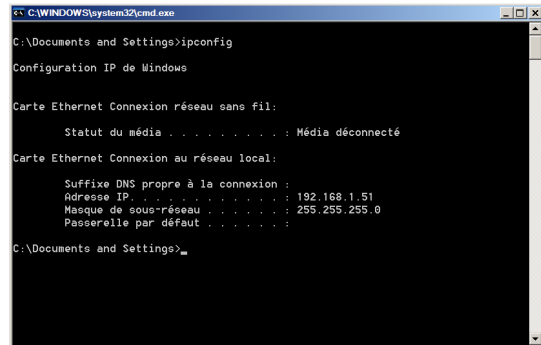 C:\WINDOWS\system32\cmd.exe
C:\Documents and Settings>ipconfig
Configuration IP de Windows
Carte Ethernet Connexion réseau sans fil:
Statut du média . . . . . . . . . : Média déconnecté
Carte Ethernet Connexion au réseau local:
Suffixe DNS propre à la connexion :
Adresse IP. . . . . . . . . . . . : 192.168.1.51
Masque de sous-réseau . . . . . . : 255.255.255.0
Passerelle par défaut . . . . . . :
C:\Documents and Settings>_